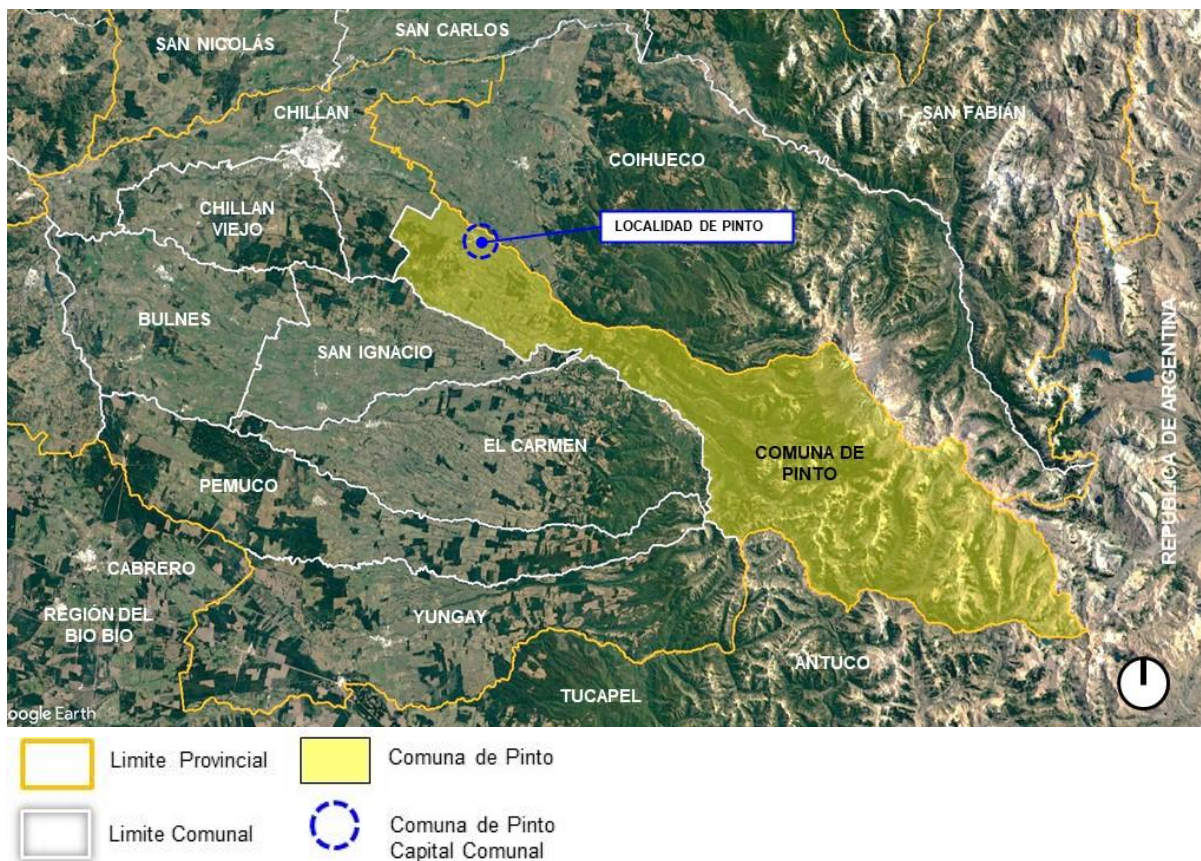 SAN NICOLÁS
SAN CARLOS
CHILLAN
SAN FABIÁN
COIHUECO
CHILLAN
VIEJO
LOCALIDAD DE PINTO
BULNES
SAN IGNACIO
REPÚBLICA DE ARGENTINA
EL CARMEN
COMUNA DE
PINTO
PEMUCO
CABRERO
REGIÓN DEL
BIO BIO
YUNGAY
ANTUCO
TUCAPEL
oogle Earth
Limite Provincial
Comuna de Pinto
Limite Comunal
Comuna de Pinto
Capital Comunal